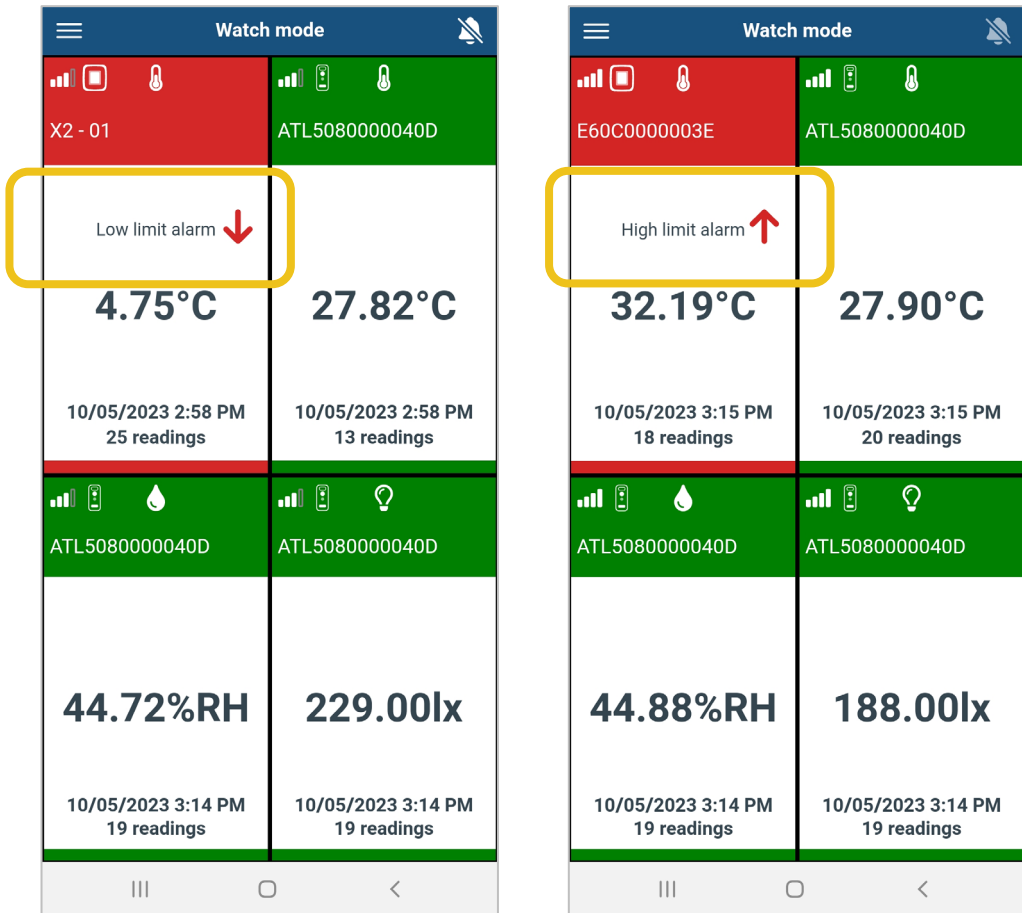 Watch mode
X2 - 01
ATL5080000040D
Low limit alarm
4.75°C
27.82°C
10/05/2023 2:58 PM
25 readings
10/05/2023 2:58 PM
13 readings
ATL5080000040D
ATL5080000040D
44.72%RH
229.00lx
10/05/2023 3:14 PM
19 readings
10/05/2023 3:14 PM
19 readings
Watch mode
E60C0000003E
ATL5080000040D
High limit alarm
32.19°C
27.90°C
10/05/2023 3:15 PM
18 readings
10/05/2023 3:15 PM
20 readings
ATL5080000040D
ATL5080000040D
44.88%RH
188.00lx
10/05/2023 3:14 PM
19 readings
10/05/2023 3:14 PM
19 readings